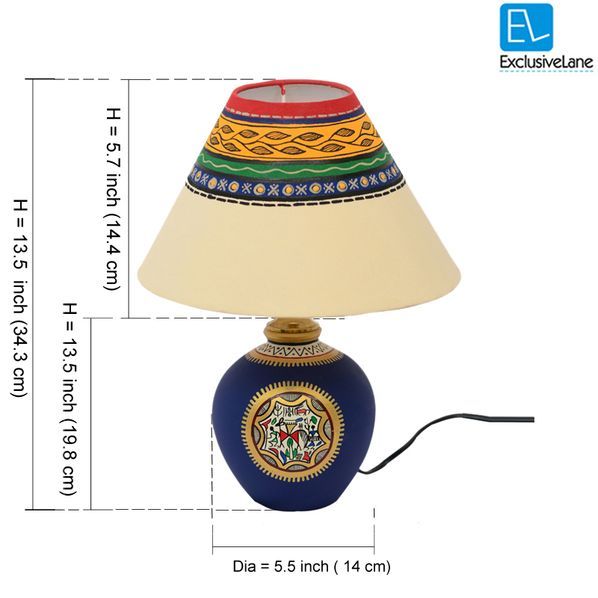 EL
ExclusiveLane
H = 5.7 inch (14.4 cm)
H = 13.5 inch (34.3 cm)
H = 13.5 inch (19.8 cm)
Dia = 5.5 inch ( 14 cm)